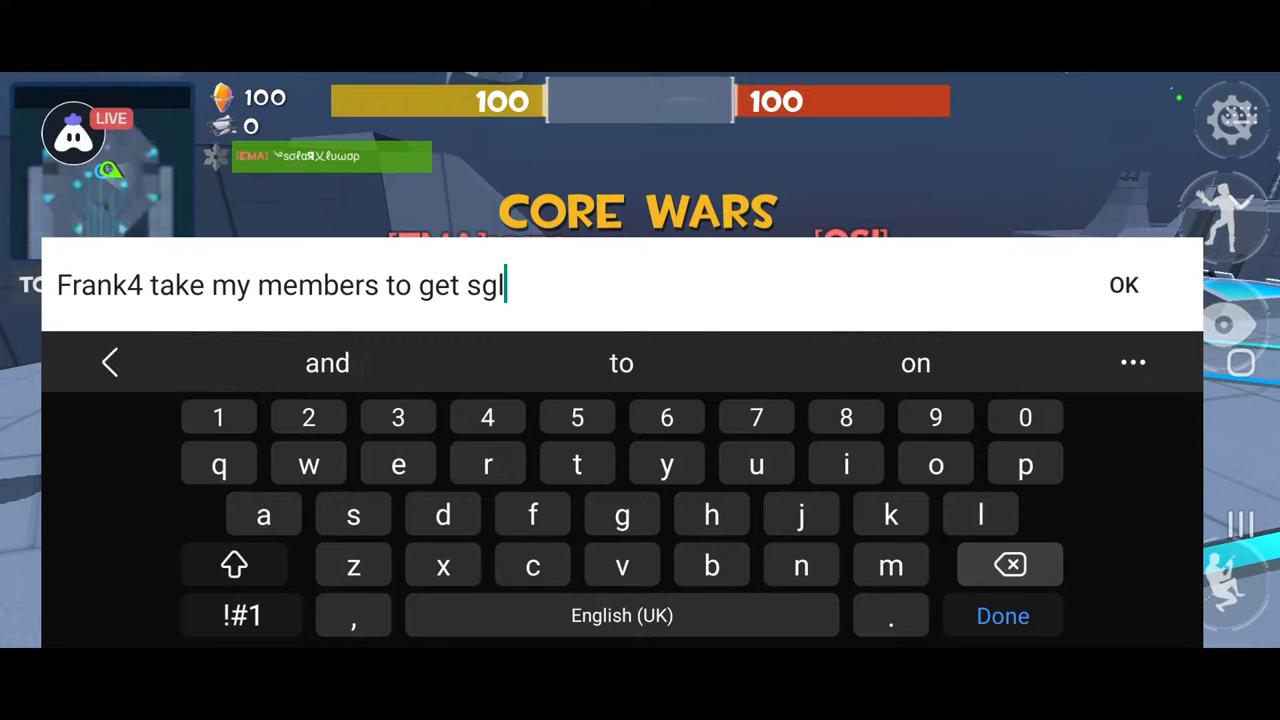 LIVE
100
0
100
100
[EMA]
CORE WARS
Frank4 take my members to get sgl
OK
and to on
1 2 3 4 5 6 7 8 9 0
q w e r t y u i o p
a s d f g h j k l
z x c v b n m
!#1 , English (UK) . Done